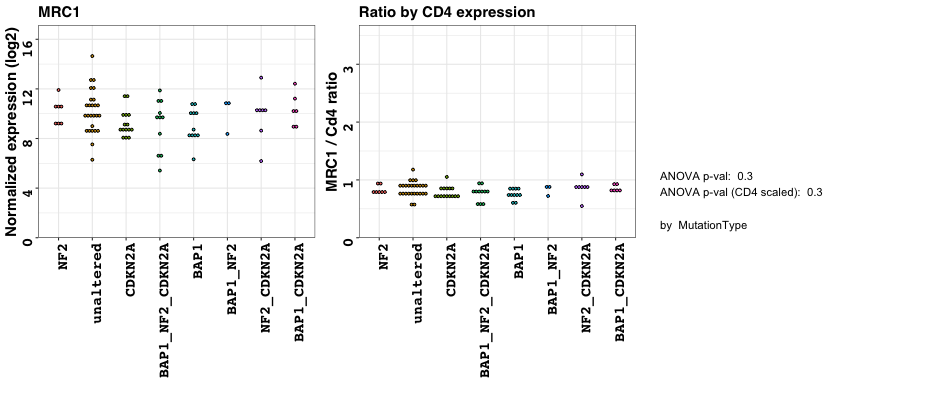 MRC1
Normalized expression (log2)
16
12
8
4
0
NF2
unaltered
CDKN2A
BAP1_NF2_CDKN2A
BAP1
BAP1_NF2
NF2_CDKN2A
BAP1_CDKN2A
Ratio by CD4 expression
MRC1 / Cd4 ratio
3
2
1
0
NF2
unaltered
CDKN2A
BAP1_NF2_CDKN2A
BAP1
BAP1_NF2
NF2_CDKN2A
BAP1_CDKN2A
ANOVA p-val: 0.3
ANOVA p-val (CD4 scaled): 0.3
by MutationType